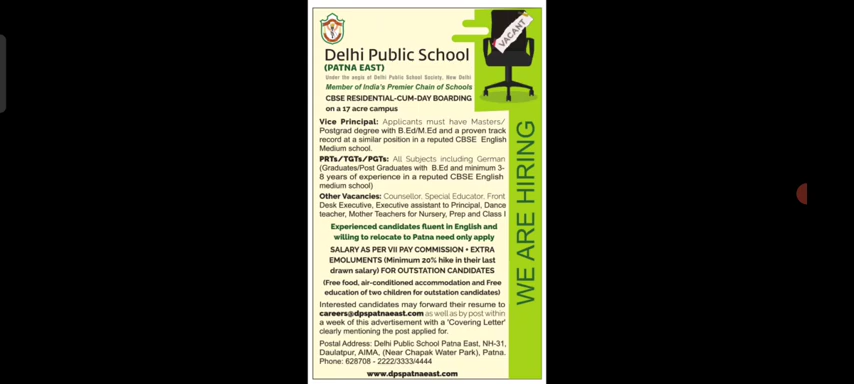 VACANT
Delhi Public School
(PATNA EAST)
Under the aegis of Delhi Public School Society, New Delhi
Member of India's Premier Chain of Schools
CBSE RESIDENTIAL-CUM-DAY BOARDING
on a 17 acre campus
Vice Principal: Applicants must have Masters/
Postgrad degree with B.Ed/M.Ed and a proven track
record at a similar position in a reputed CBSE English
Medium school.
PRTs/TGTs/PGTs: All Subjects including German
(Graduates/Post Graduates with B.Ed and minimum 3-
8 years of experience in a reputed CBSE English
medium school)
Other Vacancies: Counsellor, Special Educator, Front
Desk Executive, Executive assistant to Principal, Dance
teacher, Mother Teachers for Nursery, Prep and Class I
Experienced candidates fluent in English and
willing to relocate to Patna need only apply
SALARY AS PER VII PAY COMMISSION + EXTRA
EMOLUMENTS (Minimum 20% hike in their last
drawn salary) FOR OUTSTATION CANDIDATES
(Free food, air-conditioned accommodation and Free
education of two children for outstation candidates)
Interested candidates may forward their resume to
careers@dpspatnaeast.com as well as by post within
a week of this advertisement with a 'Covering Letter'
clearly mentioning the post applied for.
Postal Address: Delhi Public School Patna East, NH-31,
Daulatpur, AIMA, (Near Chapak Water Park), Patna.
Phone: 628708 - 2222/3333/4444
www.dpspatnaeast.com
WE ARE HIRING